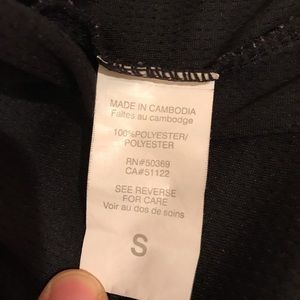 MADE IN CAMBODIA
Faites au cambodge
100%POLYESTER/
POLYESTER
RN#50369
CA#51122
SEE REVERSE
FOR CARE
Voir au dos de soins
S